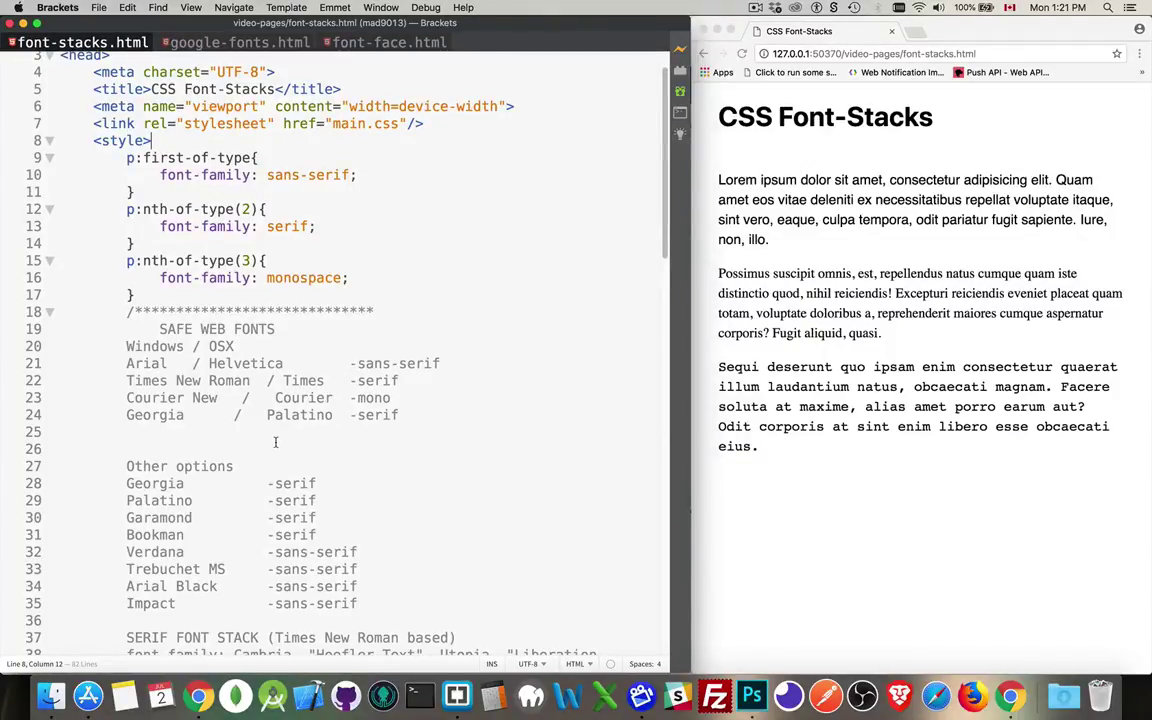 Brackets File Edit Find View Navigate Template Emmet Window Debug Help 100% Mon 1:21 PM
video-pages/font-stacks.html (mad9013) — Brackets
font-stacks.html google-fonts.html font-face.html
3 <head>
4 <meta charset="UTF-8">
5 <title>CSS Font-Stacks</title>
6 <meta name="viewport" content="width=device-width">
7 <link rel="stylesheet" href="main.css"/>
8 <style>
9 p:first-of-type{
10 font-family: sans-serif;
11 }
12 p:nth-of-type(2){
13 font-family: serif;
14 }
15 p:nth-of-type(3){
16 font-family: monospace;
17 }
18 /*****************************
19 SAFE WEB FONTS
20 Windows / OSX
21 Arial / Helvetica -sans-serif
22 Times New Roman / Times -serif
23 Courier New / Courier -mono
24 Georgia / Palatino -serif
25
26
27 Other options
28 Georgia -serif
29 Palatino -serif
30 Garamond -serif
31 Bookman -serif
32 Verdana -sans-serif
33 Trebuchet MS -sans-serif
34 Arial Black -sans-serif
35 Impact -sans-serif
36
37 SERIF FONT STACK (Times New Roman based)
38 font-family: Cambria, "Hoefler Text", Utopia, "Liberation
Line 8, Column 12 — 82 Lines INS UTF-8 HTML Spaces: 4
CSS Font-Stacks
127.0.0.1:50370/video-pages/font-stacks.html
Apps Click to run some s... Web Notification Im... Push API - Web API... »
CSS Font-Stacks
Lorem ipsum dolor sit amet, consectetur adipisicing elit. Quam
amet eos vitae deleniti ex necessitatibus repellat voluptate itaque,
sint vero, eaque, culpa tempora, odit pariatur fugit sapiente. Iure,
non, illo.
Possimus suscipit omnis, est, repellendus natus cumque quam iste
distinctio quod, nihil reiciendis! Excepturi reiciendis eveniet placeat quam
totam, voluptate doloribus a, reprehenderit maiores cumque aspernatur
corporis? Fugit aliquid, quasi.
Sequi deserunt quo ipsam enim consectetur quaerat
illum laudantium natus, obcaecati magnam. Facere
soluta at maxime, alias amet porro earum aut?
Odit corporis at sint enim libero esse obcaecati
eius.
JUL
2
Ps
Fz